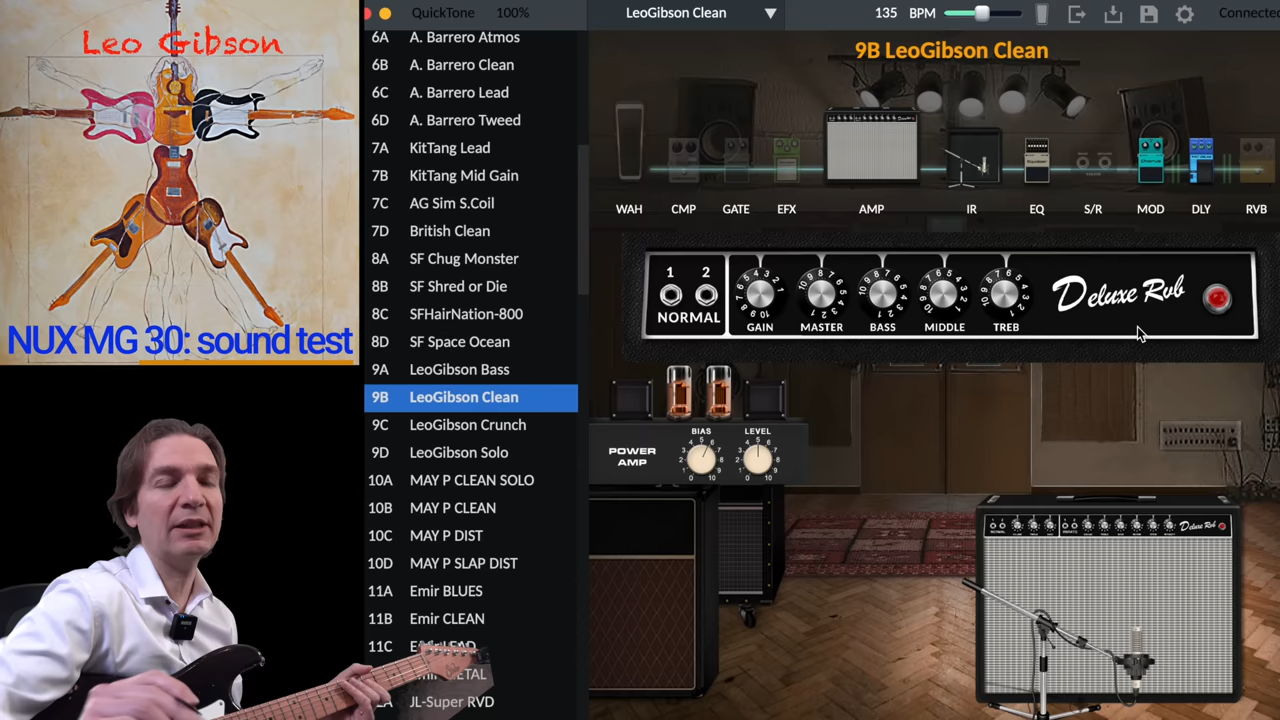 Leo Gibson
NUX MG 30: sound test
QuickTone 100%
LeoGibson Clean
135 BPM
Connected
6A A. Barrero Atmos
6B A. Barrero Clean
6C A. Barrero Lead
6D A. Barrero Tweed
7A KitTang Lead
7B KitTang Mid Gain
7C AG Sim S.Coil
7D British Clean
8A SF Chug Monster
8B SF Shred or Die
8C SFHairNation-800
8D SF Space Ocean
9A LeoGibson Bass
9B LeoGibson Clean
9C LeoGibson Crunch
9D LeoGibson Solo
10A MAY P CLEAN SOLO
10B MAY P CLEAN
10C MAY P DIST
10D MAY P SLAP DIST
11A Emir BLUES
11B Emir CLEAN
11C
METAL
JL-Super RVD
9B LeoGibson Clean
WAH CMP GATE EFX AMP IR EQ S/R MOD DLY RVB
1 2
NORMAL
GAIN MASTER BASS MIDDLE TREB
Deluxe Rvb
POWER AMP
BIAS LEVEL
Deluxe Rvb